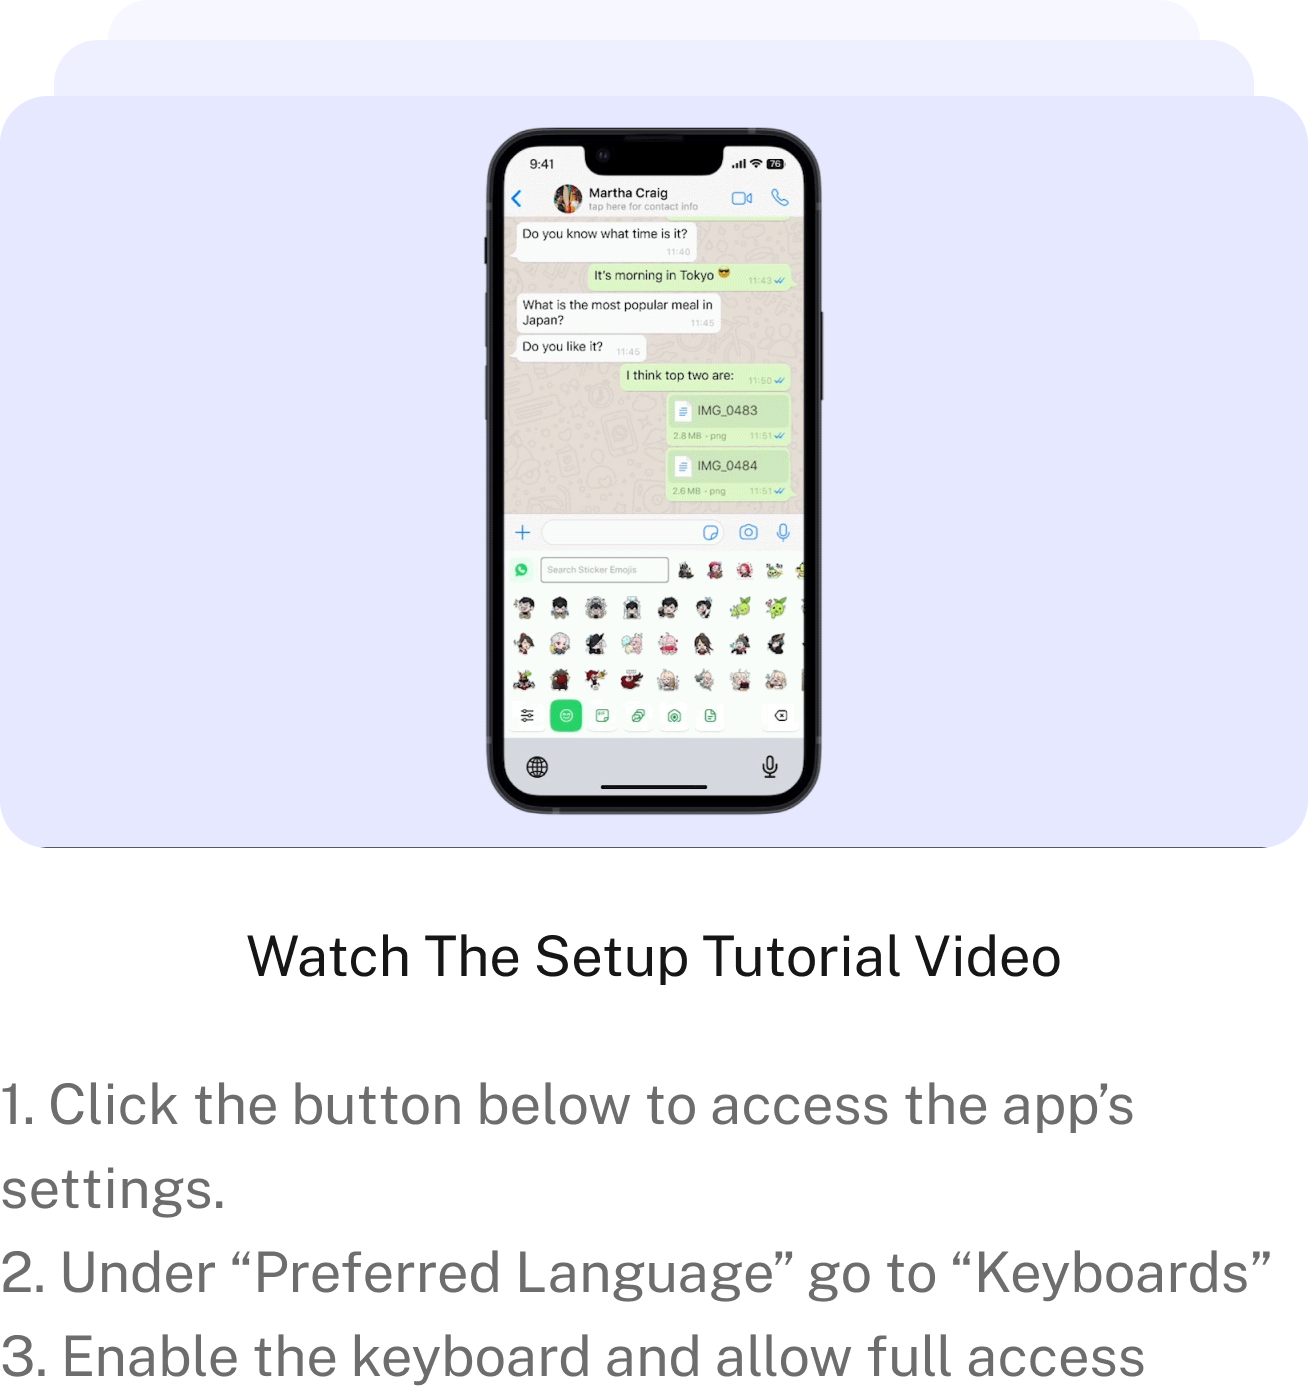 9:41
76
Martha Craig
tap here for contact info
Do you know what time is it?
11:40
It's morning in Tokyo 😎
11:43
What is the most popular meal in
Japan?
11:45
Do you like it?
11:45
I think top two are:
11:50
IMG_0483
2.8 MB · png
11:51
IMG_0484
2.6 MB · png
11:51
Search Sticker Emojis
Watch The Setup Tutorial Video
1. Click the button below to access the app’s
settings.
2. Under “Preferred Language” go to “Keyboards”
3. Enable the keyboard and allow full access